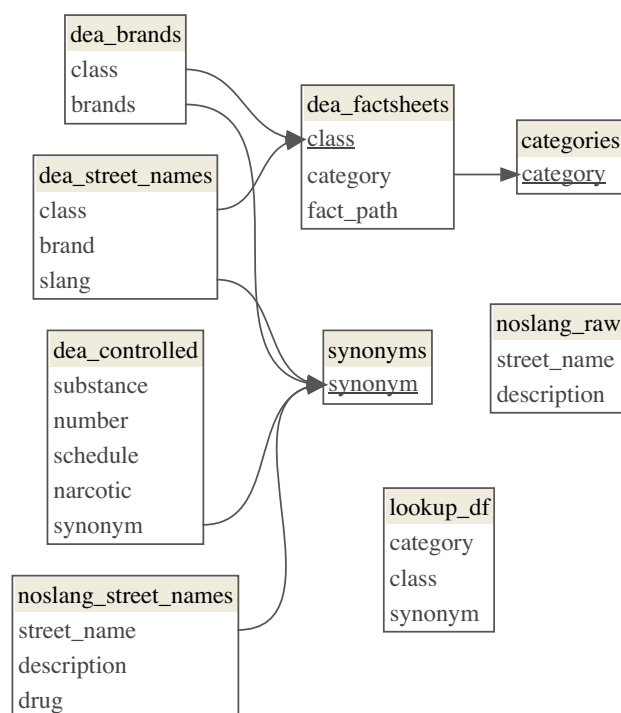 dea_brands
class
brands
dea_factsheets
class
category
fact_path
categories
category
dea_street_names
class
brand
slang
dea_controlled
substance
number
schedule
narcotic
synonym
synonyms
synonym
noslang_raw
street_name
description
lookup_df
category
class
synonym
noslang_street_names
street_name
description
drug